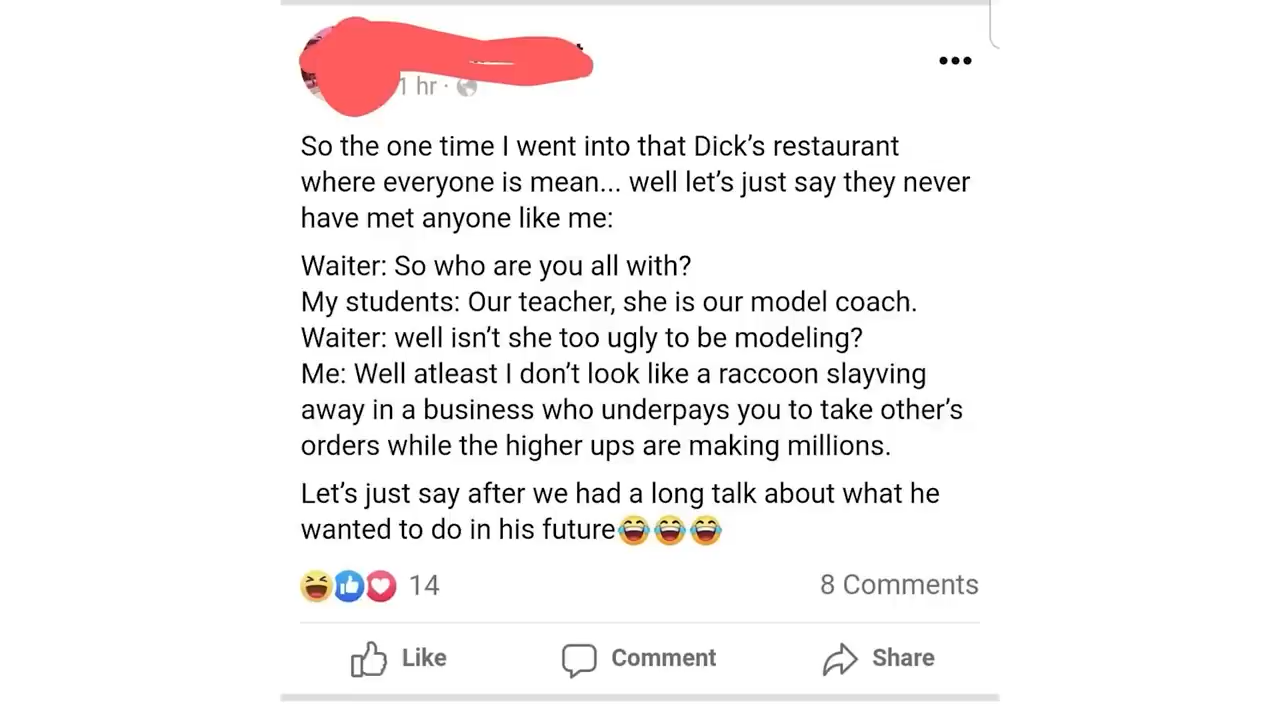 1 hr ·
So the one time I went into that Dick's restaurant
where everyone is mean... well let's just say they never
have met anyone like me:
Waiter: So who are you all with?
My students: Our teacher, she is our model coach.
Waiter: well isn't she too ugly to be modeling?
Me: Well atleast I don't look like a raccoon slayving
away in a business who underpays you to take other's
orders while the higher ups are making millions.
Let's just say after we had a long talk about what he
wanted to do in his future😂😂😂
14 8 Comments
Like Comment Share